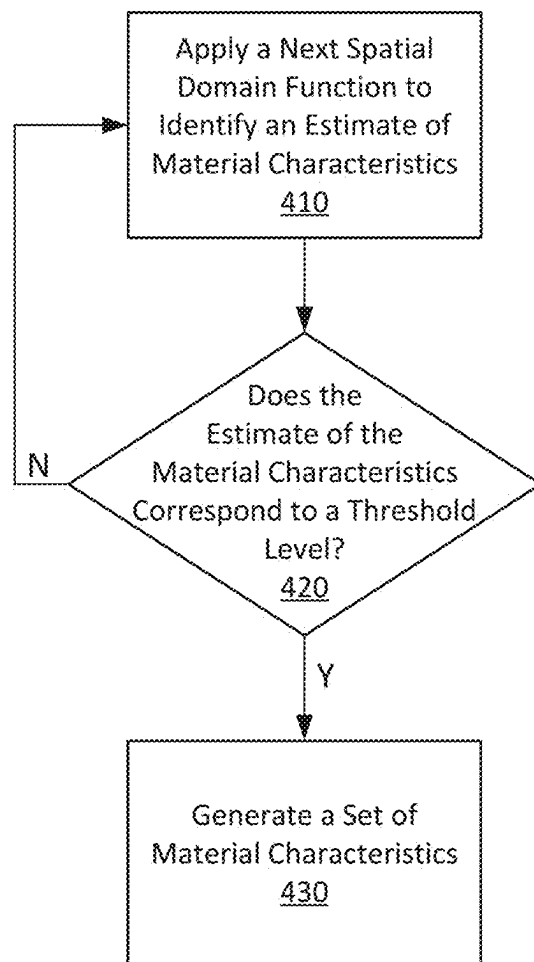 Apply a Next Spatial
Domain Function to
Identify an Estimate of
Material Characteristics
410
Does the
Estimate of the
Material Characteristics
Correspond to a Threshold
Level?
420
N
Y
Generate a Set of
Material Characteristics
430